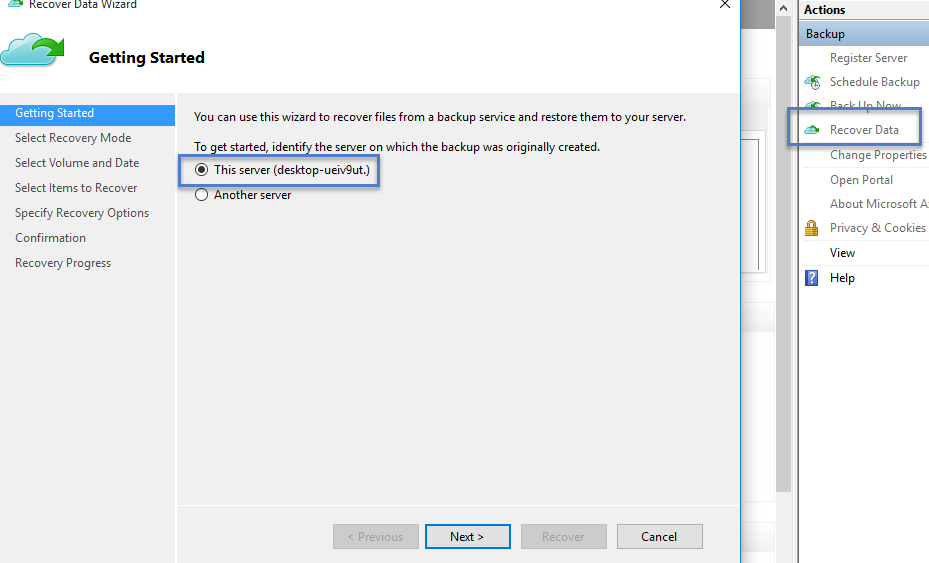 Recover Data Wizard
Getting Started
Getting Started
Select Recovery Mode
Select Volume and Date
Select Items to Recover
Specify Recovery Options
Confirmation
Recovery Progress
You can use this wizard to recover files from a backup service and restore them to your server.
To get started, identify the server on which the backup was originally created.
This server (desktop-ueiv9ut.)
Another server
< Previous
Next >
Recover
Cancel
Actions
Backup
Register Server
Schedule Backup
Back Up Now
Recover Data
Change Properties
Open Portal
About Microsoft Az
Privacy & Cookies
View
? Help